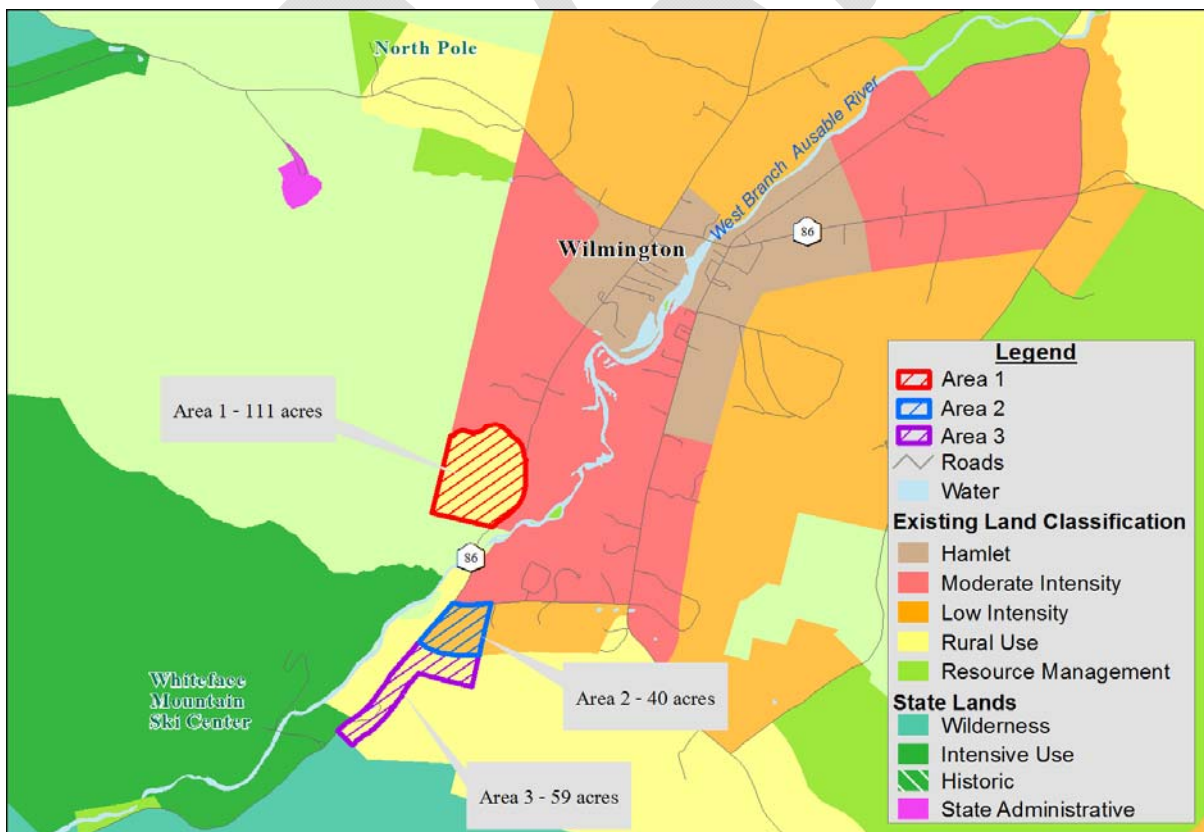 North Pole
West Branch Ausable River
Wilmington
86
Area 1 - 111 acres
86
Whiteface
Mountain
Ski Center
Area 2 - 40 acres
Area 3 - 59 acres
Legend
Area 1
Area 2
Area 3
Roads
Water
Existing Land Classification
Hamlet
Moderate Intensity
Low Intensity
Rural Use
Resource Management
State Lands
Wilderness
Intensive Use
Historic
State Administrative